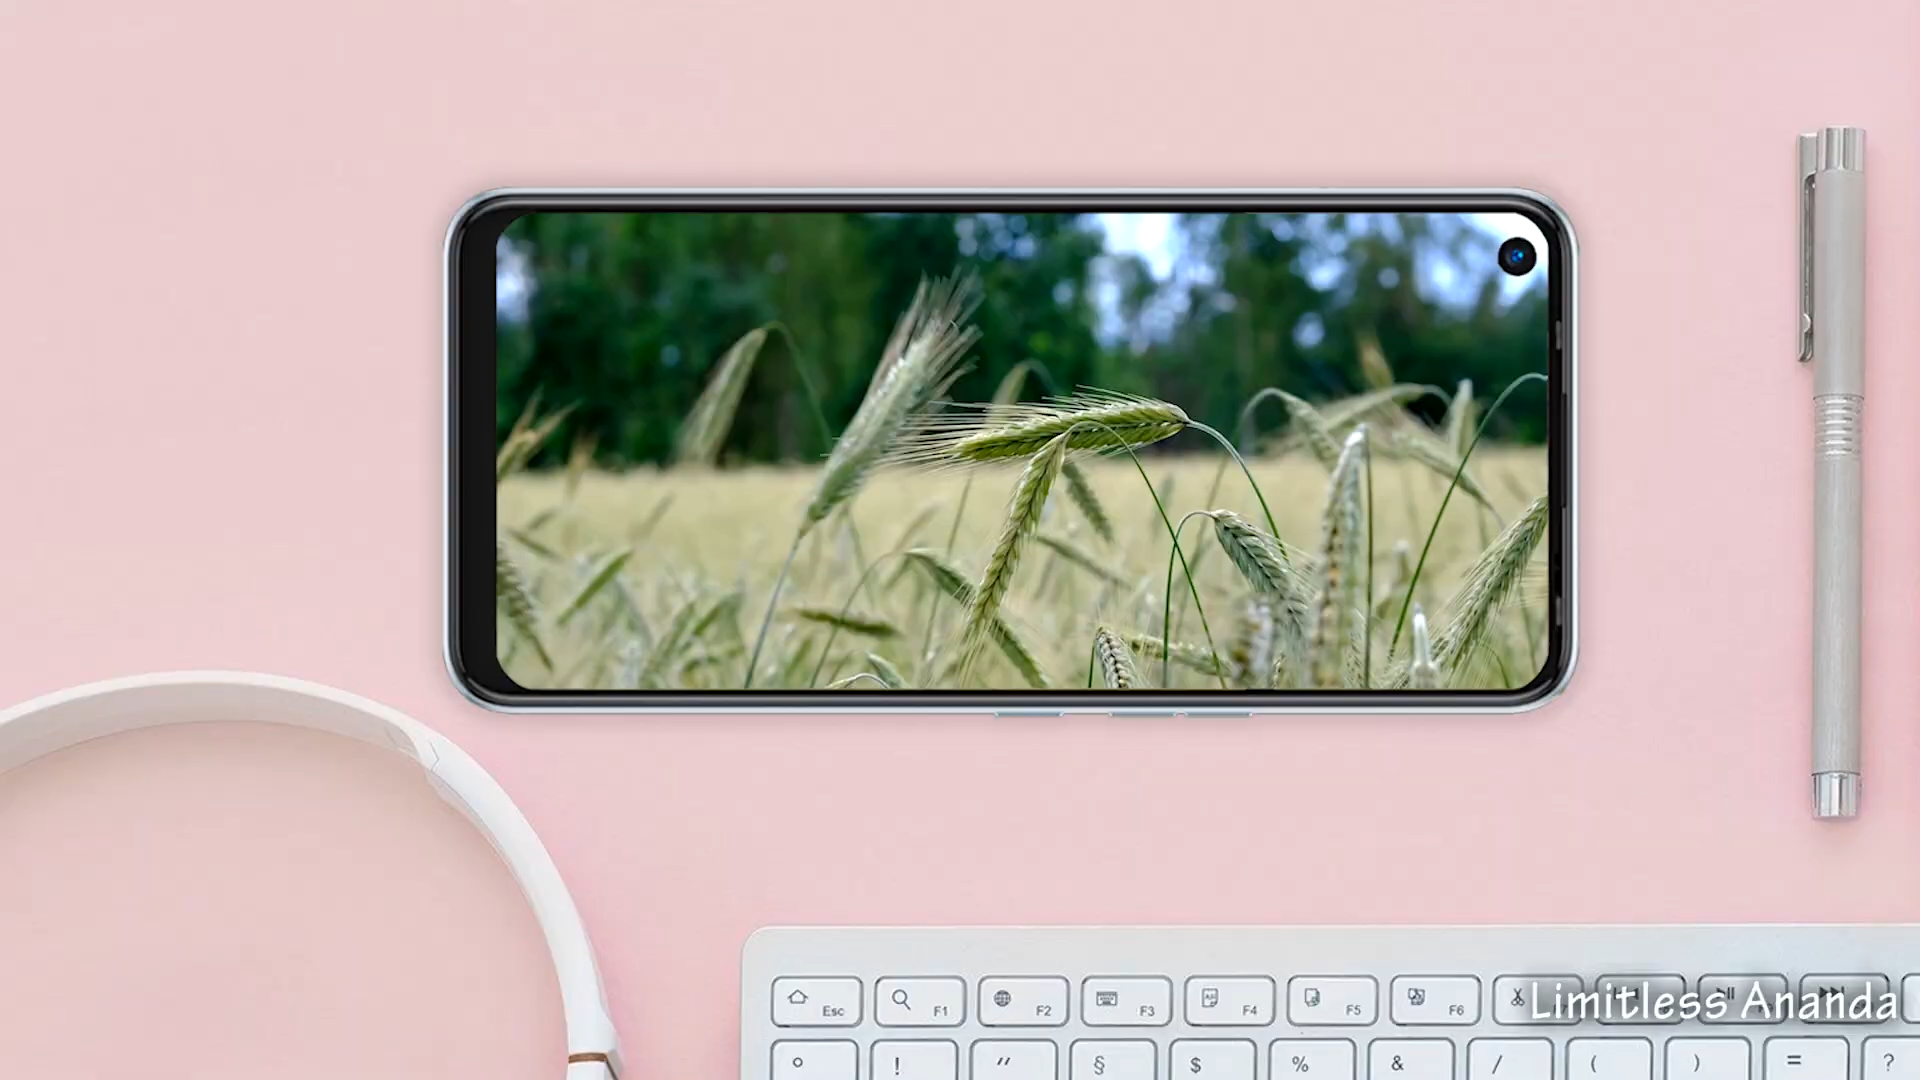 Esc F1 F2 F3 F4 F5 F6
Limitless Ananda
° ! " § $ % & / ( ) = ?